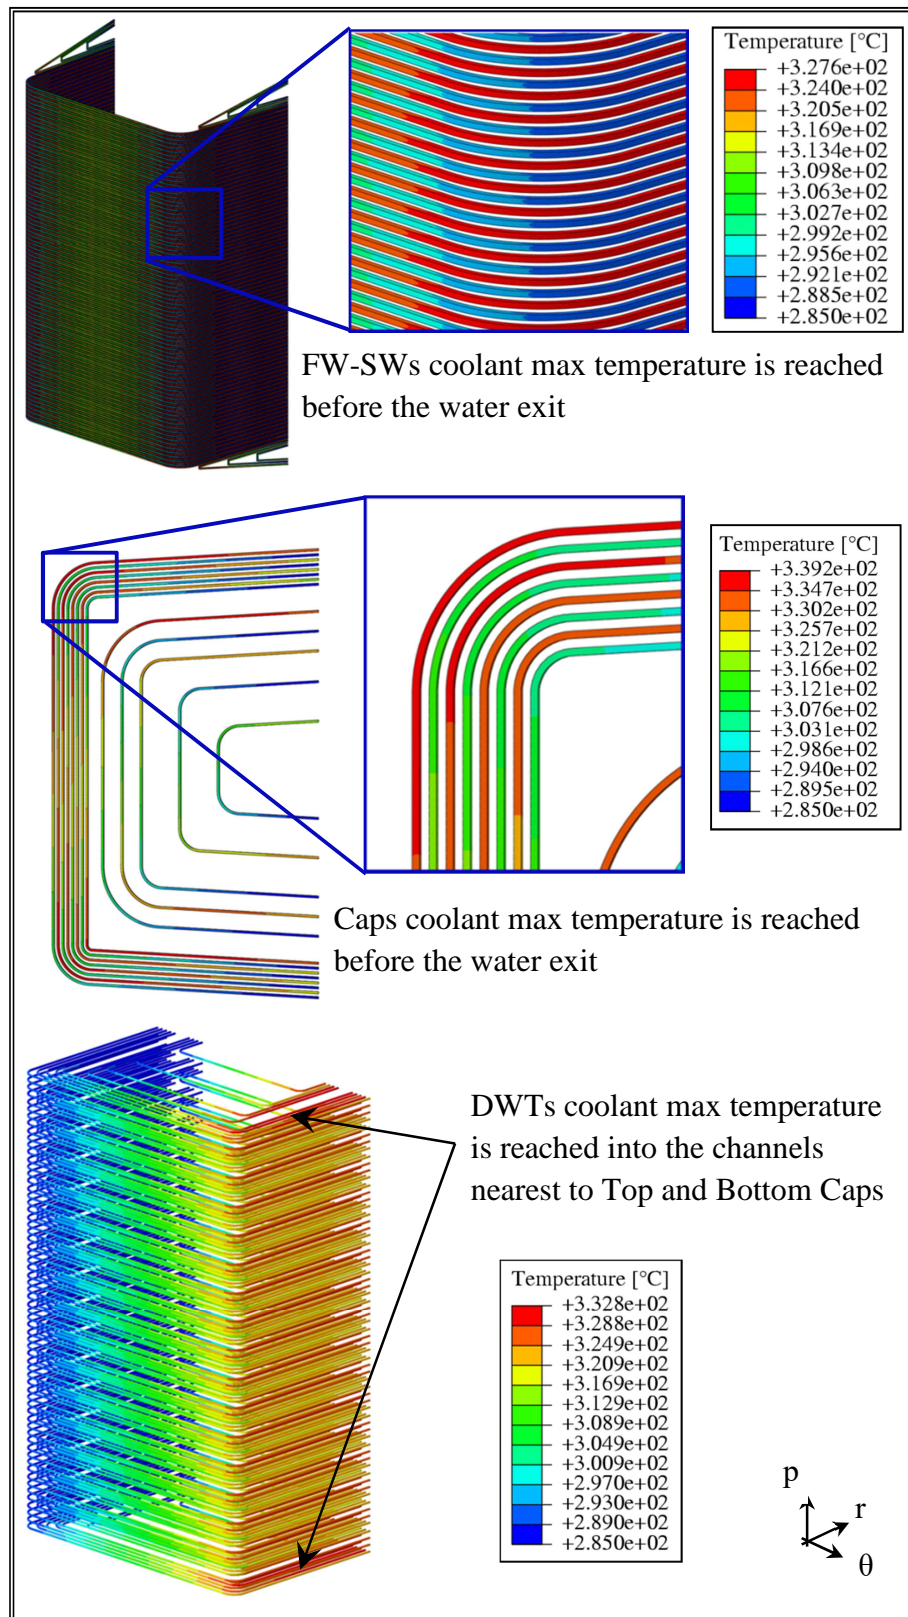 Temperature [°C]
+3.276e+02
+3.240e+02
+3.205e+02
+3.169e+02
+3.134e+02
+3.098e+02
+3.063e+02
+3.027e+02
+2.992e+02
+2.956e+02
+2.921e+02
+2.885e+02
+2.850e+02
FW-SWs coolant max temperature is reached
before the water exit
Temperature [°C]
+3.392e+02
+3.347e+02
+3.302e+02
+3.257e+02
+3.212e+02
+3.166e+02
+3.121e+02
+3.076e+02
+3.031e+02
+2.986e+02
+2.940e+02
+2.895e+02
+2.850e+02
Caps coolant max temperature is reached
before the water exit
DWTs coolant max temperature
is reached into the channels
nearest to Top and Bottom Caps
Temperature [°C]
+3.328e+02
+3.288e+02
+3.249e+02
+3.209e+02
+3.169e+02
+3.129e+02
+3.089e+02
+3.049e+02
+3.009e+02
+2.970e+02
+2.930e+02
+2.890e+02
+2.850e+02
p
r
θ